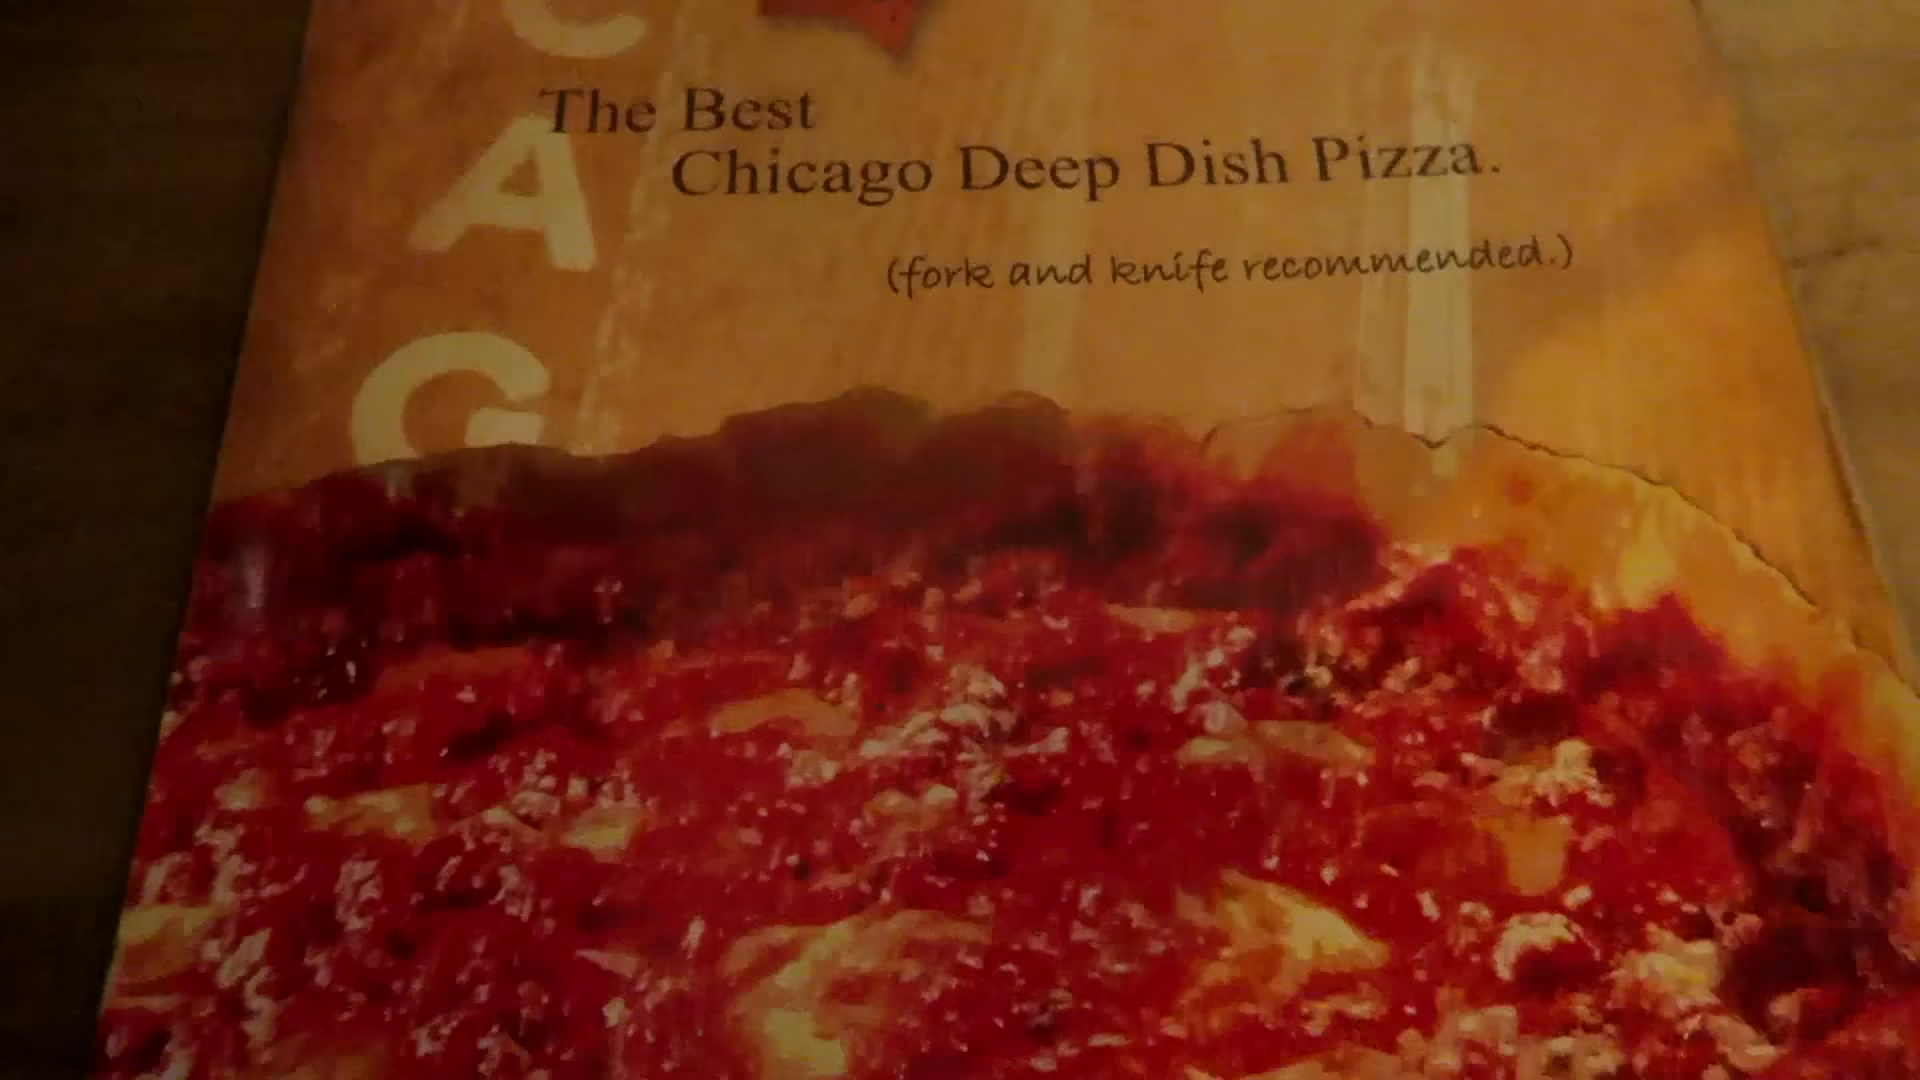 The Best
Chicago Deep Dish Pizza.
(fork and knife recommended.)
C
A
G